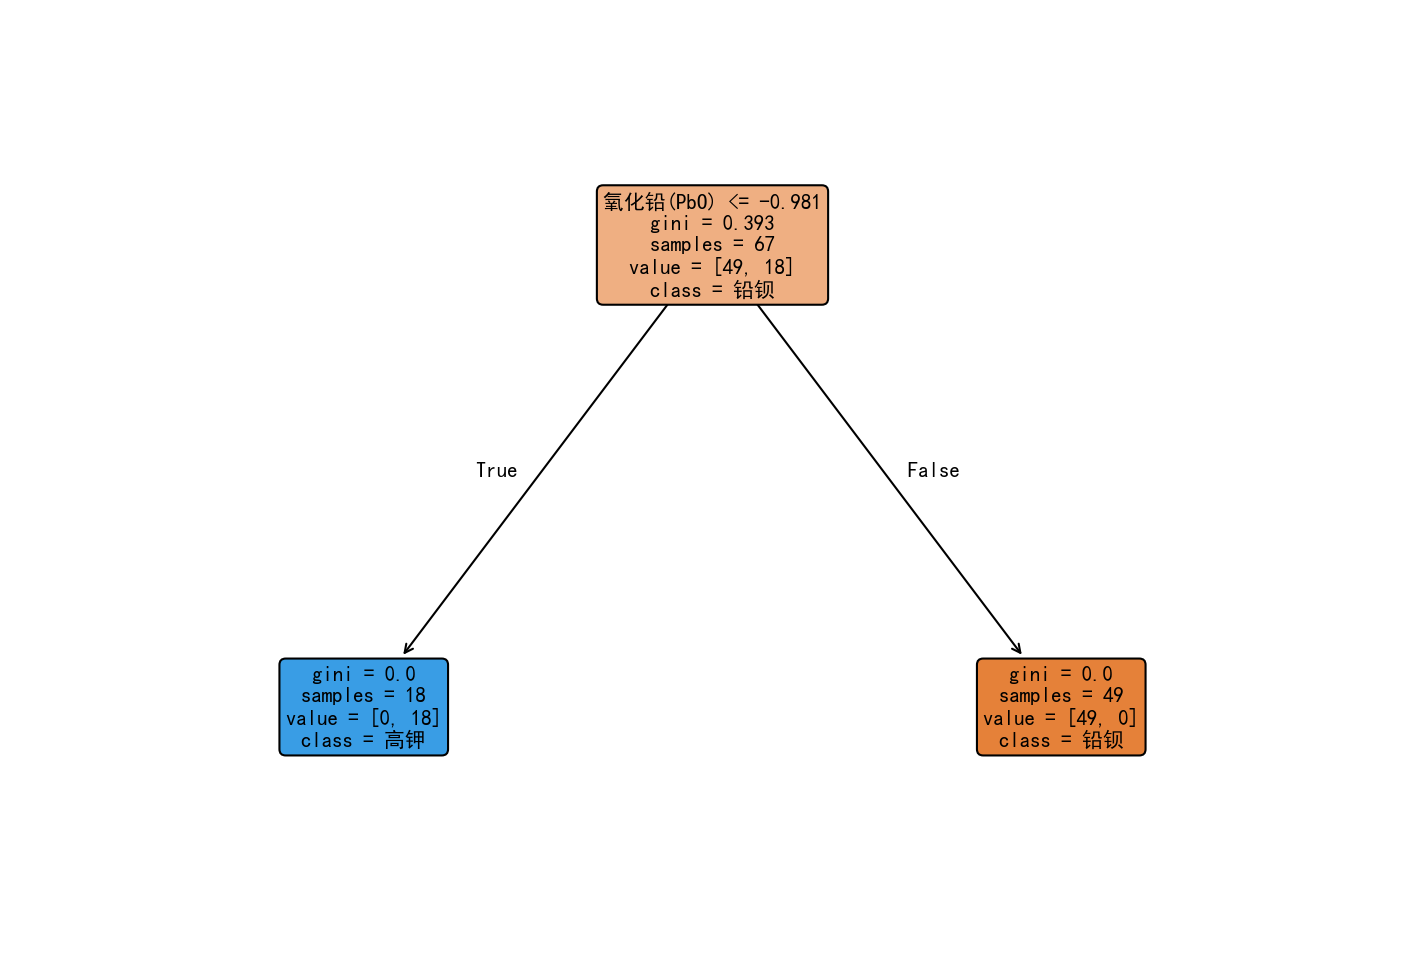 氧化铅(PbO) <= -0.981
gini = 0.393
samples = 67
value = [49, 18]
class = 铅钡
True
False
gini = 0.0
samples = 18
value = [0, 18]
class = 高钾
gini = 0.0
samples = 49
value = [49, 0]
class = 铅钡